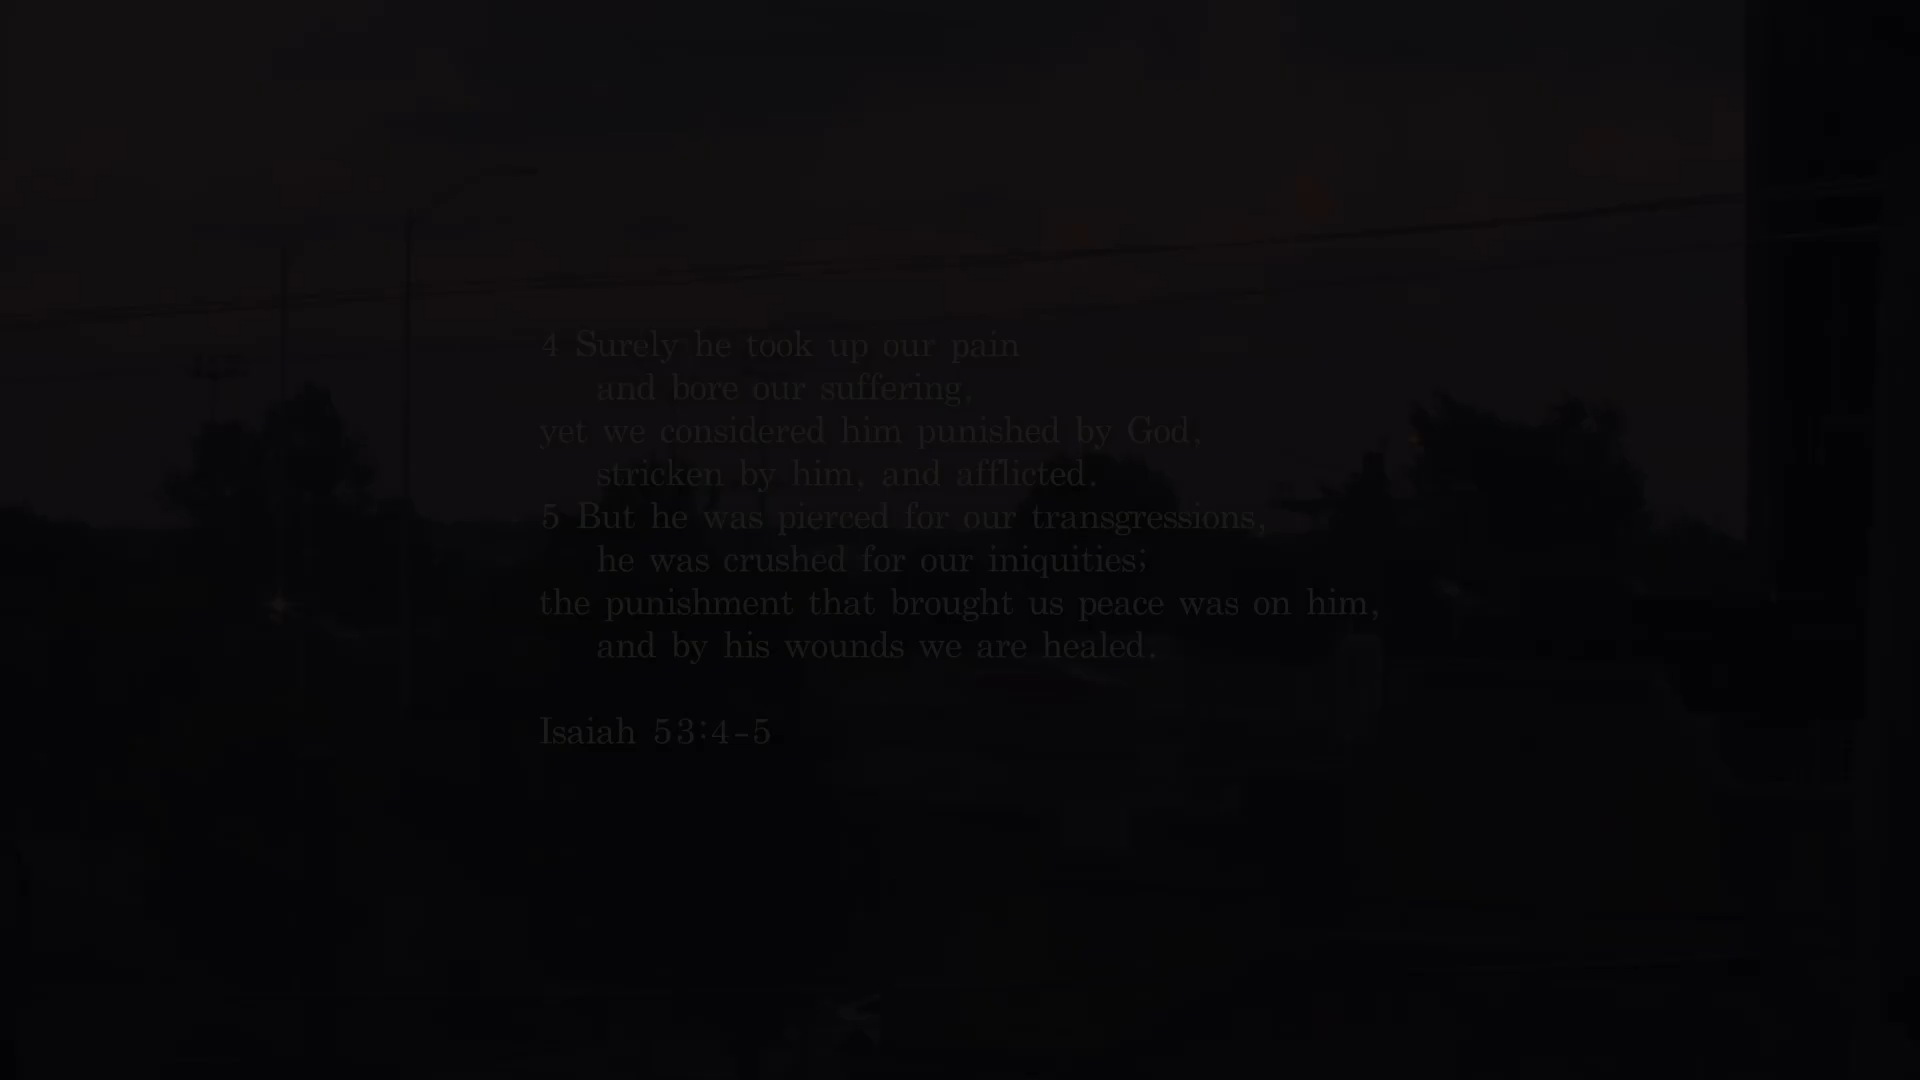 4 Surely he took up our pain
and bore our suffering,
yet we considered him punished by God,
stricken by him, and afflicted.
5 But he was pierced for our transgressions,
he was crushed for our iniquities;
the punishment that brought us peace was on him,
and by his wounds we are healed.
Isaiah 53:4-5